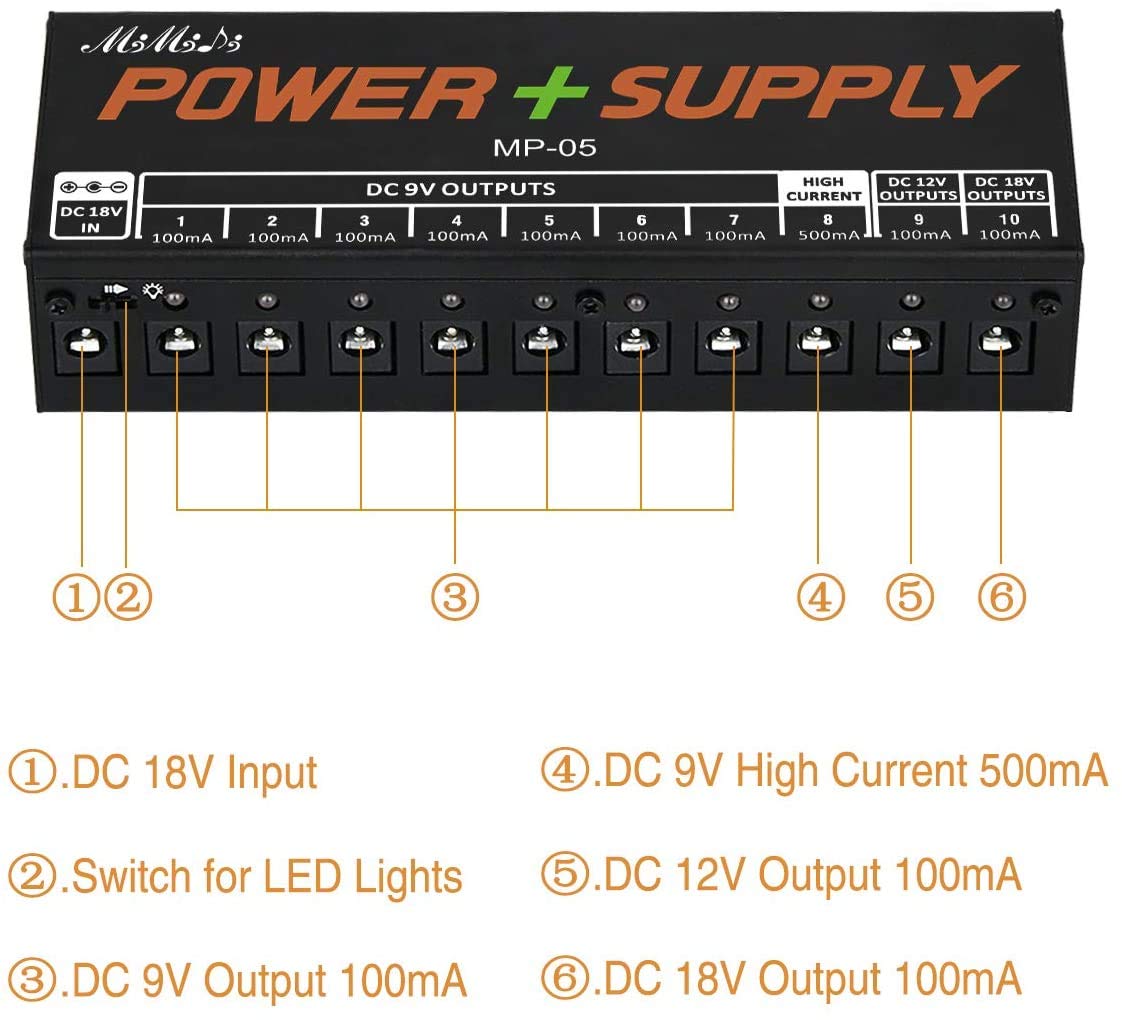 MiMiDi
POWER + SUPPLY
MP-05
DC 18V IN
DC 9V OUTPUTS
HIGH CURRENT
DC 12V OUTPUTS
DC 18V OUTPUTS
1 2 3 4 5 6 7 8 9 10
100mA 100mA 100mA 100mA 100mA 100mA 100mA 500mA 100mA 100mA
① ② ③ ④ ⑤ ⑥
①.DC 18V Input
②.Switch for LED Lights
③.DC 9V Output 100mA
④.DC 9V High Current 500mA
⑤.DC 12V Output 100mA
⑥.DC 18V Output 100mA